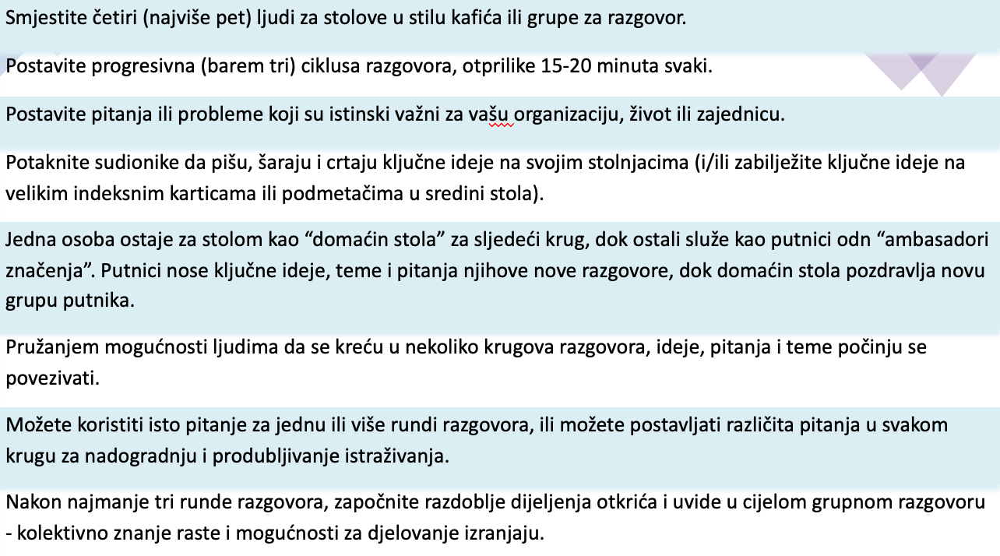 Smjestite četiri (najviše pet) ljudi za stolove u stilu kafića ili grupe za razgovor.
Postavite progresivna (barem tri) ciklusa razgovora, otprilike 15-20 minuta svaki.
Postavite pitanja ili probleme koji su istinski važni za vašu organizaciju, život ili zajednicu.
Potaknite sudionike da pišu, šaraju i crtaju ključne ideje na svojim stolnjacima (i/ili zabilježite ključne ideje na
velikim indeksnim karticama ili podmetačima u sredini stola).
Jedna osoba ostaje za stolom kao “domaćin stola” za sljedeći krug, dok ostali služe kao putnici odn “ambasadori
značenja”. Putnici nose ključne ideje, teme i pitanja njihove nove razgovore, dok domaćin stola pozdravlja novu
grupu putnika.
Pružanjem mogućnosti ljudima da se kreću u nekoliko krugova razgovora, ideje, pitanja i teme počinju se
povezivati.
Možete koristiti isto pitanje za jednu ili više rundi razgovora, ili možete postavljati različita pitanja u svakom
krugu za nadogradnju i produbljivanje istraživanja.
Nakon najmanje tri runde razgovora, započnite razdoblje dijeljenja otkrića i uvide u cijelom grupnom razgovoru
- kolektivno znanje raste i mogućnosti za djelovanje izranjaju.